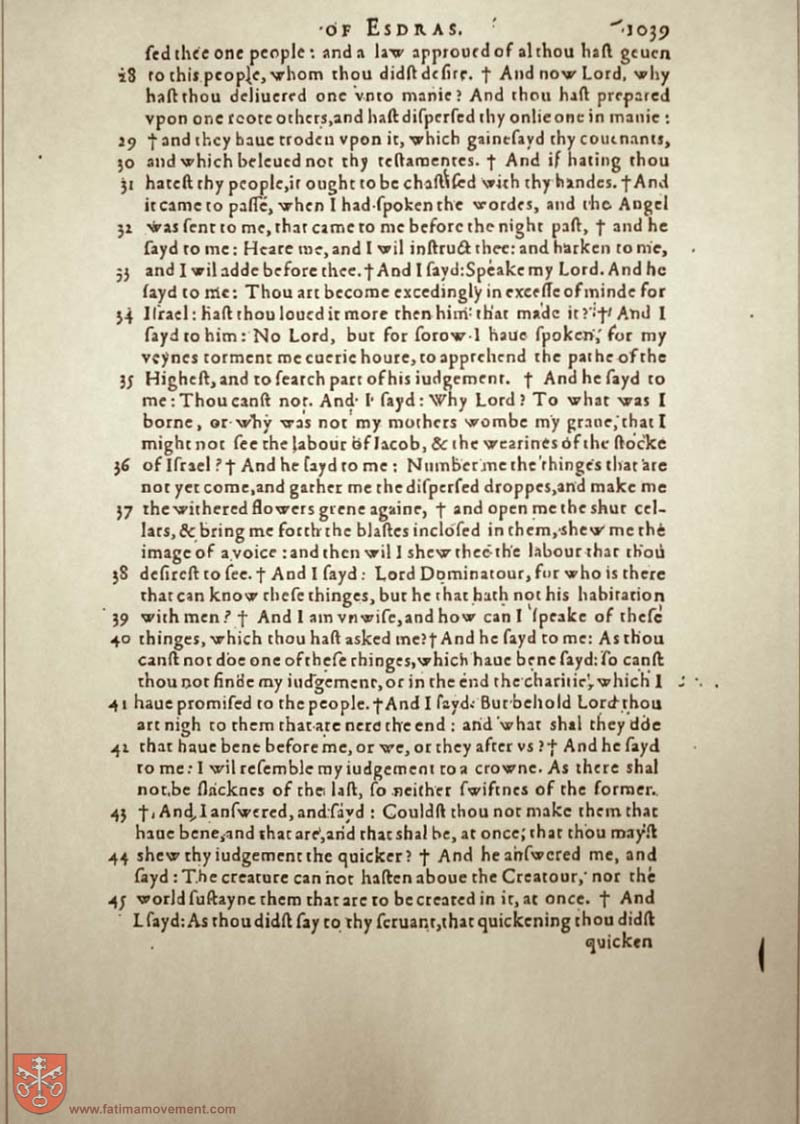 OF ESDRAS. 1039
ſed thee one people: and a law approued of al thou haſt geuen
28 to this people, whom thou didſt deſire. † And now Lord, why
haſt thou deliuered one vnto manie? And thou haſt prepared
vpon one roote others, and haſt diſperſed thy onlie one in manie:
29 † and they haue troden vpon it, which gaineſayd thy couenants,
30 and which beleued not thy teſtamentes. † And if hating thou
31 hateſt thy people, it ought to be chaſtiſed with thy handes. † And
it came to paſſe, when I had ſpoken the wordes, and the Angel
32 was ſent to me, that came to me before the night paſt, † and he
ſayd to me: Heare me, and I wil inſtruct thee: and harken to me,
33 and I wil adde before thee. † And I ſayd: Speake my Lord. And he
ſayd to me: Thou art become excedingly in exceſſe of minde for
34 Iſrael: haſt thou loued it more then him that made it? † And I
ſayd to him: No Lord, but for ſorow I haue ſpoken, for my
veynes torment me euerie houre, to apprehend the pathe of the
35 Higheſt, and to ſearch part of his iudgement. † And he ſayd to
me: Thou canſt not. And I ſayd: Why Lord? To what was I
borne, or why was not my mothers wombe my graue, that I
might not ſee the labour of Iacob, & the wearines of the ſtocke
36 of Iſrael? † And he ſayd to me: Number me the thinges that are
not yet come, and gather me the diſperſed droppes, and make me
37 the withered flowers grene againe, † and open me the shut cel-
lars, & bring me forth the blaſtes incloſed in them, shew me the
image of a voice: and then wil I shew thee the labour that thou
38 deſireſt to ſee. † And I ſayd: Lord Dominatour, for who is there
that can know theſe thinges, but he that hath not his habitation
39 with men? † And I am vnwiſe, and how can I ſpeake of theſe
40 thinges, which thou haſt asked me? † And he ſayd to me: As thou
canſt not doe one of theſe thinges, which haue bene ſayd: ſo canſt
thou not finde my iudgement, or in the end the charitie, which I
41 haue promiſed to the people. † And I ſayd: But behold Lord thou
art nigh to them that are nere the end: and what shal they doe
42 that haue bene before me, or we, or they after vs? † And he ſayd
to me: I wil reſemble my iudgement to a crowne. As there shal
not be ſlacknes of the laſt, ſo neither ſwiftnes of the former.
43 † And I anſwered, and ſayd: Couldſt thou not make them that
haue bene, and that are, and that shal be, at once, that thou mayſt
44 shew thy iudgement the quicker? † And he anſwered me, and
ſayd: The creature can not haſten aboue the Creatour, nor the
45 world ſuſtayne them that are to be created in it, at once. † And
I ſayd: As thou didſt ſay to thy ſeruant, that quickening thou didſt
quicken
www.fatimamovement.com